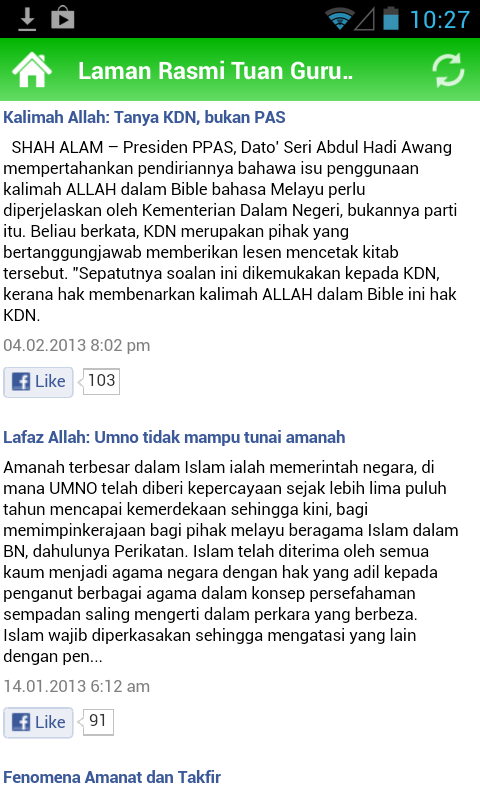 10:27
Laman Rasmi Tuan Guru..
Kalimah Allah: Tanya KDN, bukan PAS
SHAH ALAM – Presiden PPAS, Dato' Seri Abdul Hadi Awang
mempertahankan pendiriannya bahawa isu penggunaan
kalimah ALLAH dalam Bible bahasa Melayu perlu
diperjelaskan oleh Kementerian Dalam Negeri, bukannya parti
itu. Beliau berkata, KDN merupakan pihak yang
bertanggungjawab memberikan lesen mencetak kitab
tersebut. "Sepatutnya soalan ini dikemukakan kepada KDN,
kerana hak membenarkan kalimah ALLAH dalam Bible ini hak
KDN.
04.02.2013 8:02 pm
Like 103
Lafaz Allah: Umno tidak mampu tunai amanah
Amanah terbesar dalam Islam ialah memerintah negara, di
mana UMNO telah diberi kepercayaan sejak lebih lima puluh
tahun mencapai kemerdekaan sehingga kini, bagi
memimpinkerajaan bagi pihak melayu beragama Islam dalam
BN, dahulunya Perikatan. Islam telah diterima oleh semua
kaum menjadi agama negara dengan hak yang adil kepada
penganut berbagai agama dalam konsep persefahaman
sempadan saling mengerti dalam perkara yang berbeza.
Islam wajib diperkasakan sehingga mengatasi yang lain
dengan pen...
14.01.2013 6:12 am
Like 91
Fenomena Amanat dan Takfir